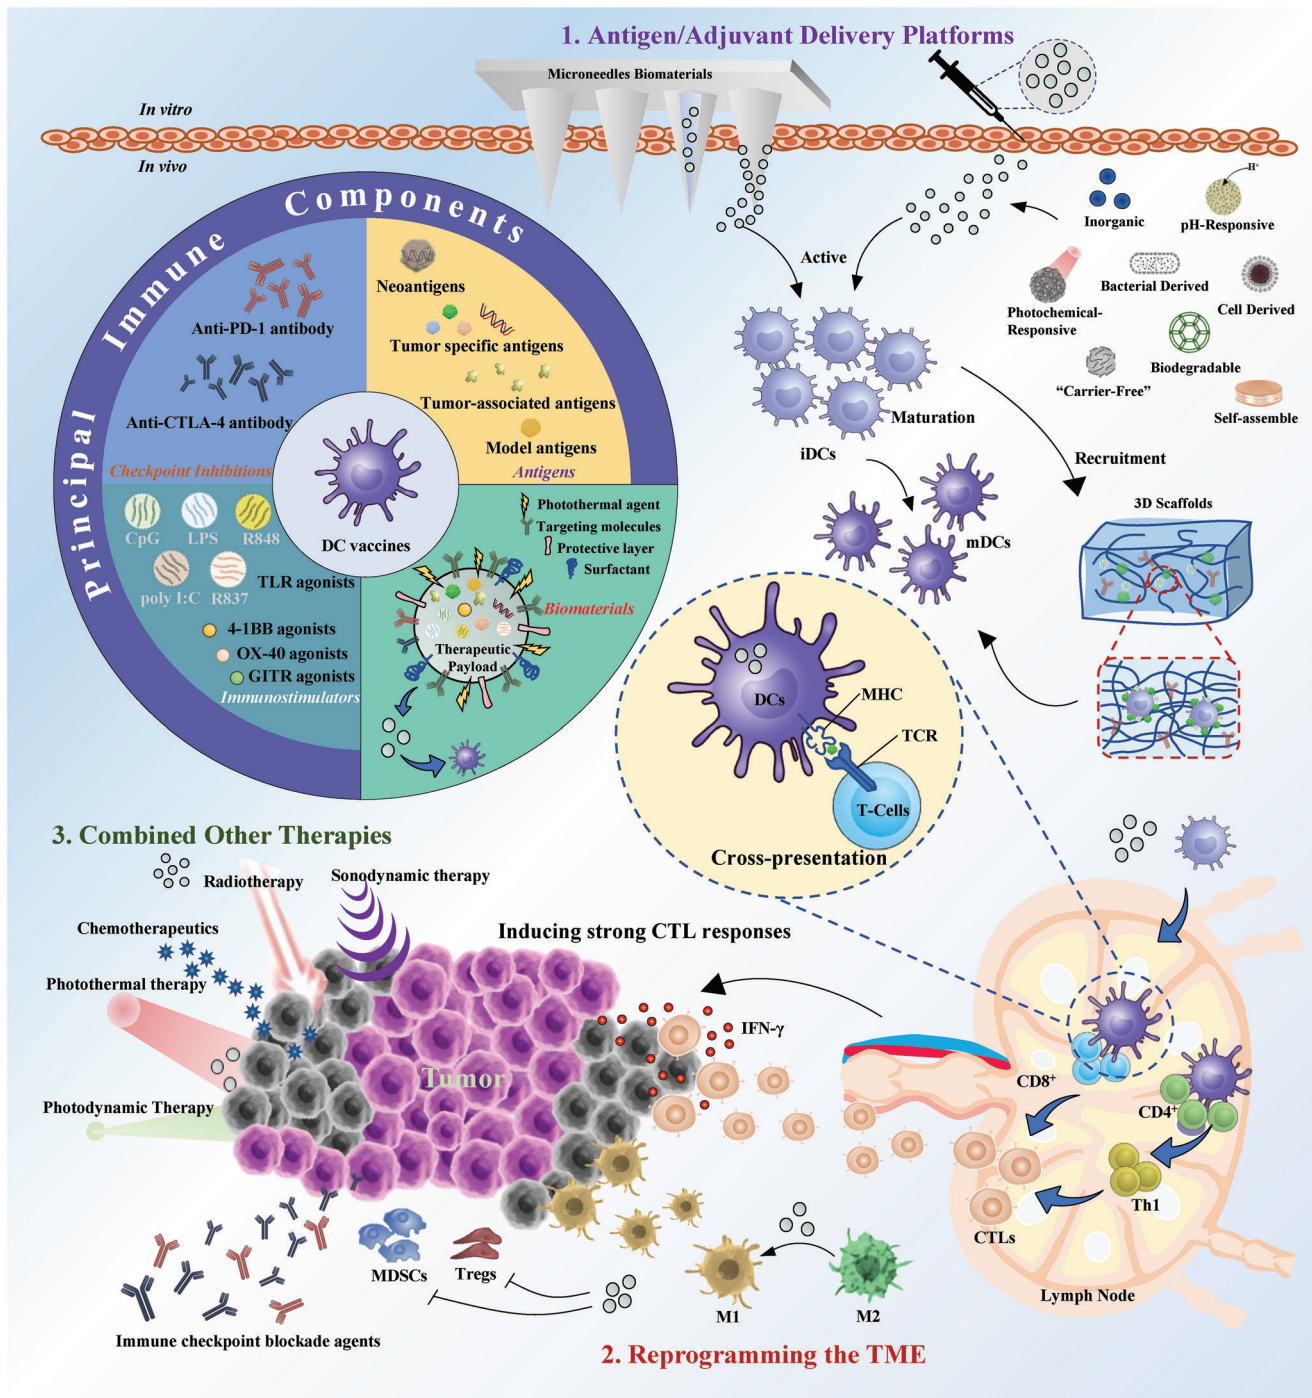 1. Antigen/Adjuvant Delivery Platforms
Microneedles Biomaterials
In vitro
In vivo
H+
Inorganic
pH-Responsive
Bacterial Derived
Photochemical-
Responsive
Cell Derived
Biodegradable
“Carrier-Free”
Self-assemble
Active
Maturation
iDCs
mDCs
Recruitment
3D Scaffolds
Principal Immune Components
Anti-PD-1 antibody
Anti-CTLA-4 antibody
Checkpoint Inhibitions
Neoantigens
Tumor specific antigens
Tumor-associated antigens
Model antigens
Antigens
DC vaccines
CpG
LPS
R848
poly I:C
R837
TLR agonists
4-1BB agonists
OX-40 agonists
GITR agonists
Immunostimulators
Photothermal agent
Targeting molecules
Protective layer
Surfactant
Biomaterials
Therapeutic
Payload
DCs
MHC
TCR
T-Cells
Cross-presentation
3. Combined Other Therapies
Radiotherapy
Sonodynamic therapy
Chemotherapeutics
Photothermal therapy
Photodynamic Therapy
Tumor
Inducing strong CTL responses
IFN-γ
CD8+
CD4+
Th1
CTLs
Lymph Node
MDSCs
Tregs
M1
M2
Immune checkpoint blockade agents
2. Reprogramming the TME